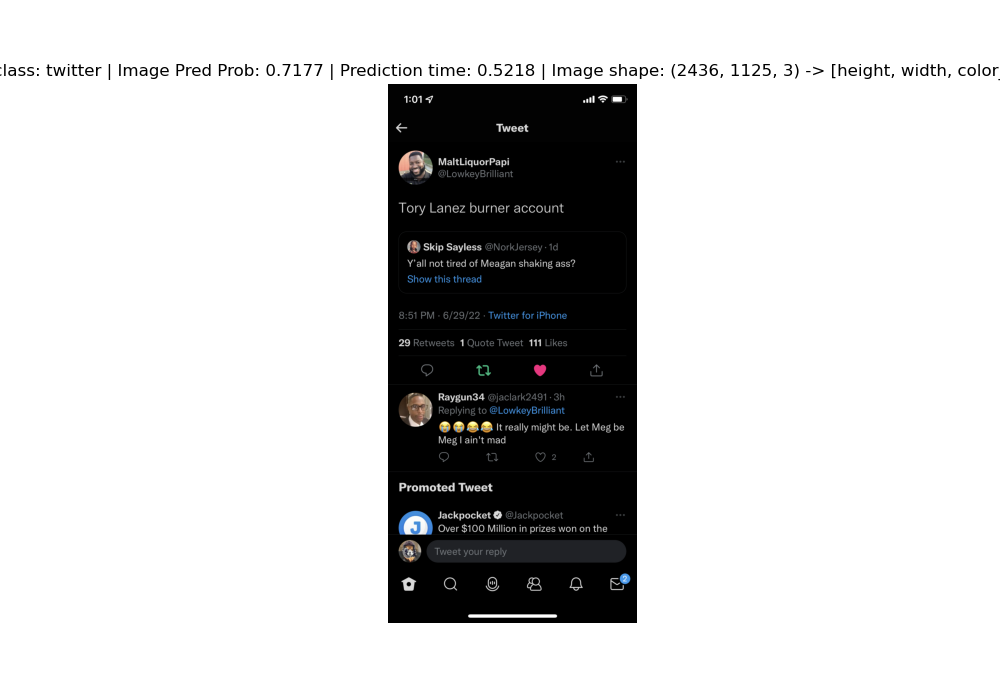 class: twitter | Image Pred Prob: 0.7177 | Prediction time: 0.5218 | Image shape: (2436, 1125, 3) -> [height, width, color_
1:01
Tweet
MaltLiquorPapi
@LowkeyBrilliant
Tory Lanez burner account
Skip Sayless @NorkJersey · 1d
Y'all not tired of Meagan shaking ass?
Show this thread
8:51 PM · 6/29/22 · Twitter for iPhone
29 Retweets 1 Quote Tweet 111 Likes
Raygun34 @jaclark2491 · 3h
Replying to @LowkeyBrilliant
😭😭😂😂 It really might be. Let Meg be
Meg I ain't mad
2
Promoted Tweet
Jackpocket @Jackpocket
J
Over $100 Million in prizes won on the
Tweet your reply
2